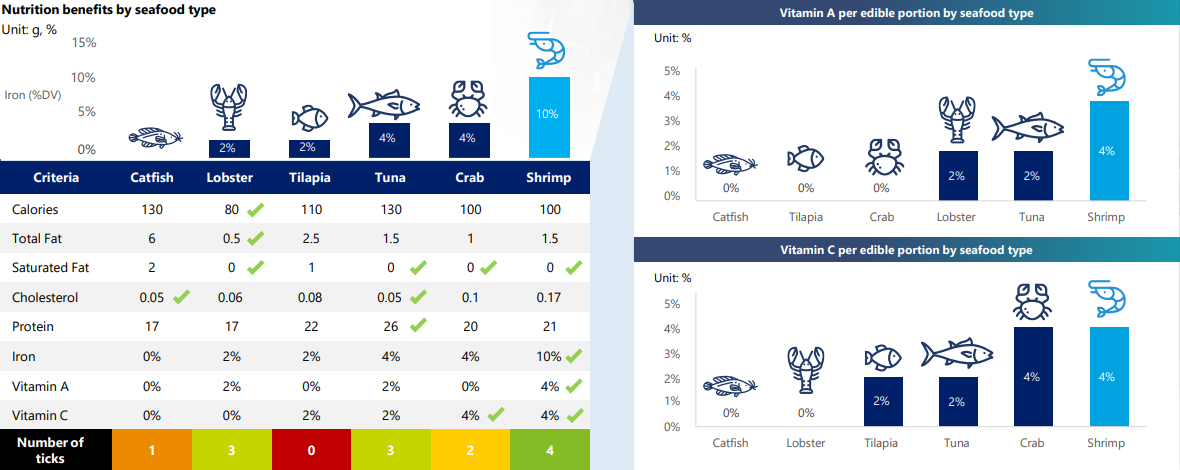 Nutrition benefits by seafood type
Unit: g, %
15%
10%
Iron (%DV)
5%
0%
2%
2%
4%
4%
10%
Criteria Catfish Lobster Tilapia Tuna Crab Shrimp
Calories 130 80 110 130 100 100
Total Fat 6 0.5 2.5 1.5 1 1.5
Saturated Fat 2 0 1 0 0 0
Cholesterol 0.05 0.06 0.08 0.05 0.1 0.17
Protein 17 17 22 26 20 21
Iron 0% 2% 2% 4% 4% 10%
Vitamin A 0% 2% 0% 2% 0% 4%
Vitamin C 0% 0% 2% 2% 4% 4%
Number of
ticks
1 3 0 3 2 4
Vitamin A per edible portion by seafood type
Unit: %
5%
4%
3%
2%
1%
0%
0% 0% 0% 2% 2% 4%
Catfish Tilapia Crab Lobster Tuna Shrimp
Vitamin C per edible portion by seafood type
Unit: %
5%
4%
3%
2%
1%
0%
0% 0% 2% 2% 4% 4%
Catfish Lobster Tilapia Tuna Crab Shrimp